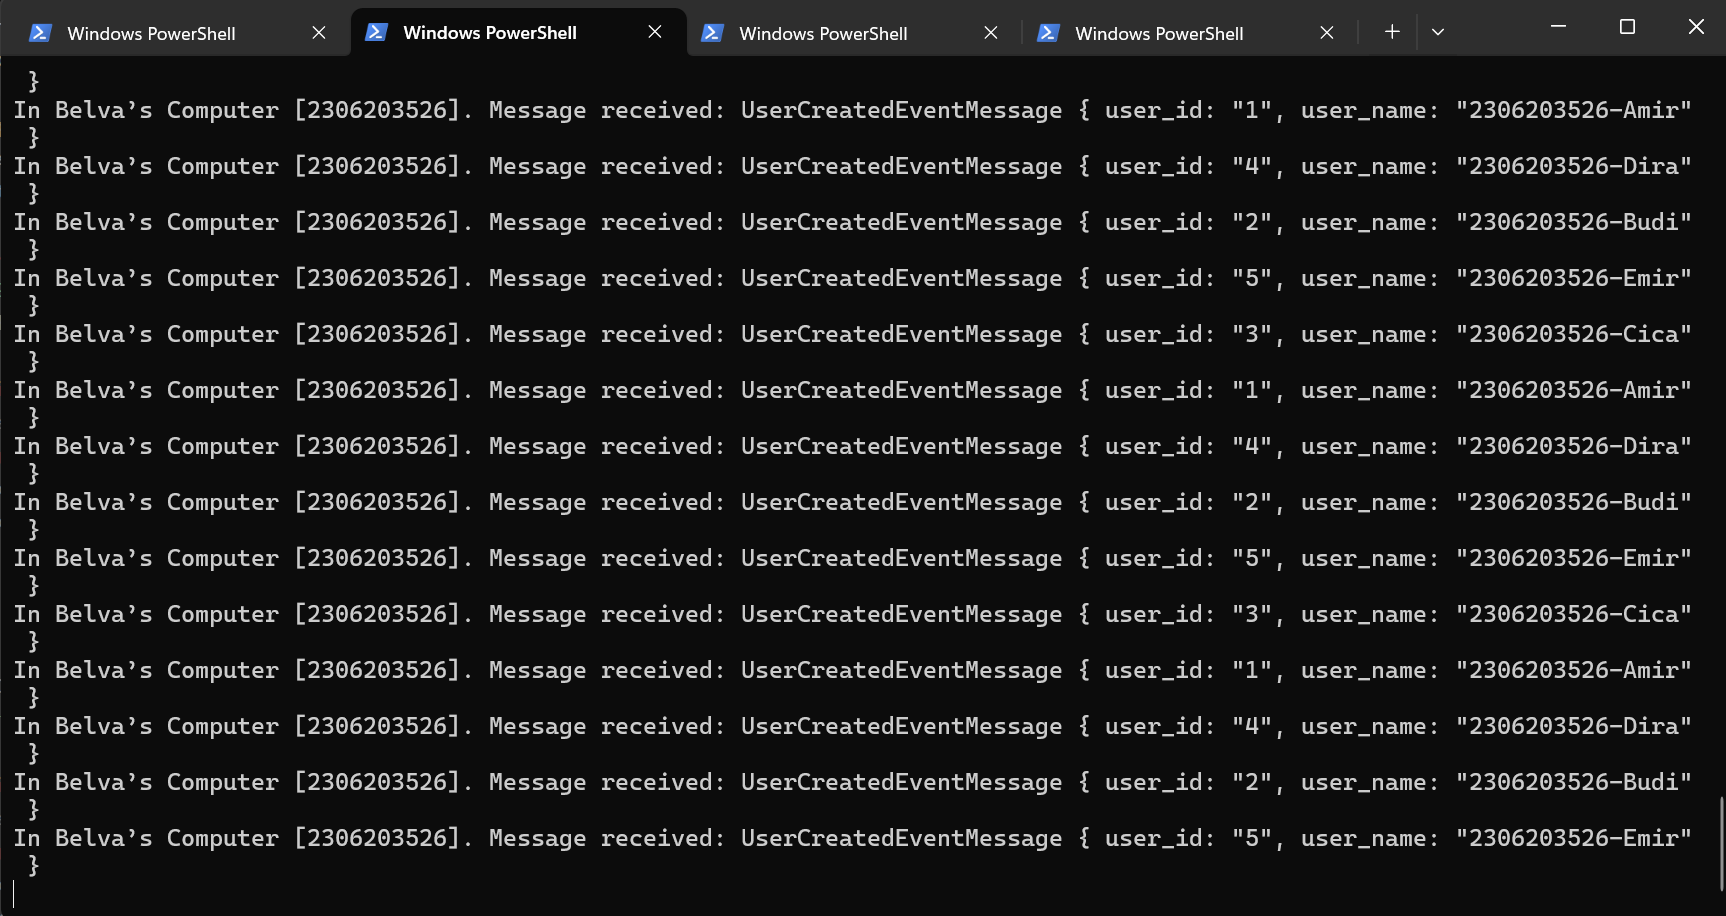 Windows PowerShell Windows PowerShell Windows PowerShell Windows PowerShell
}
In Belva’s Computer [2306203526]. Message received: UserCreatedEventMessage { user_id: "1", user_name: "2306203526-Amir"
}
In Belva’s Computer [2306203526]. Message received: UserCreatedEventMessage { user_id: "4", user_name: "2306203526-Dira"
}
In Belva’s Computer [2306203526]. Message received: UserCreatedEventMessage { user_id: "2", user_name: "2306203526-Budi"
}
In Belva’s Computer [2306203526]. Message received: UserCreatedEventMessage { user_id: "5", user_name: "2306203526-Emir"
}
In Belva’s Computer [2306203526]. Message received: UserCreatedEventMessage { user_id: "3", user_name: "2306203526-Cica"
}
In Belva’s Computer [2306203526]. Message received: UserCreatedEventMessage { user_id: "1", user_name: "2306203526-Amir"
}
In Belva’s Computer [2306203526]. Message received: UserCreatedEventMessage { user_id: "4", user_name: "2306203526-Dira"
}
In Belva’s Computer [2306203526]. Message received: UserCreatedEventMessage { user_id: "2", user_name: "2306203526-Budi"
}
In Belva’s Computer [2306203526]. Message received: UserCreatedEventMessage { user_id: "5", user_name: "2306203526-Emir"
}
In Belva’s Computer [2306203526]. Message received: UserCreatedEventMessage { user_id: "3", user_name: "2306203526-Cica"
}
In Belva’s Computer [2306203526]. Message received: UserCreatedEventMessage { user_id: "1", user_name: "2306203526-Amir"
}
In Belva’s Computer [2306203526]. Message received: UserCreatedEventMessage { user_id: "4", user_name: "2306203526-Dira"
}
In Belva’s Computer [2306203526]. Message received: UserCreatedEventMessage { user_id: "2", user_name: "2306203526-Budi"
}
In Belva’s Computer [2306203526]. Message received: UserCreatedEventMessage { user_id: "5", user_name: "2306203526-Emir"
}